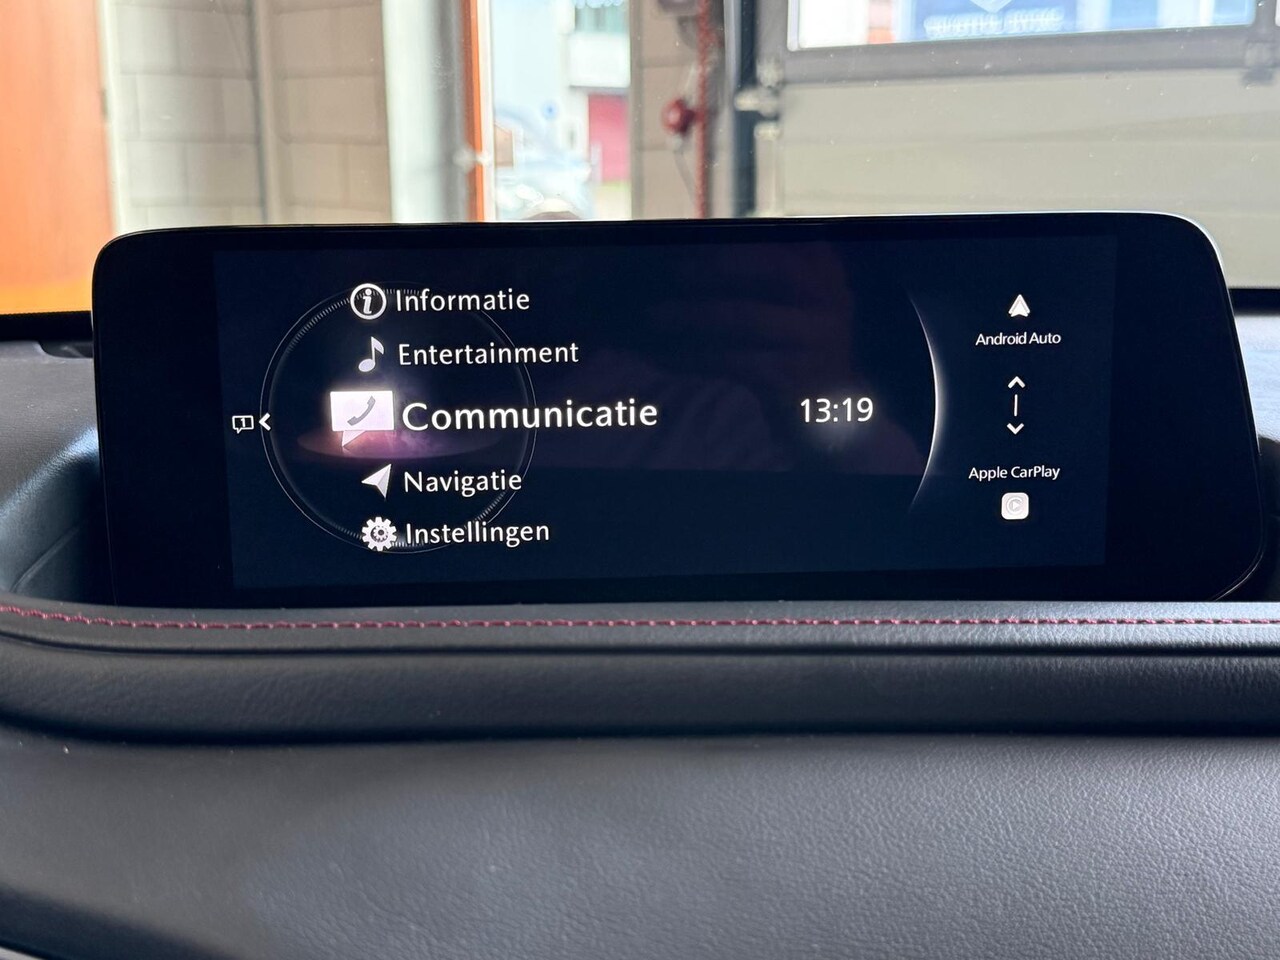 Informatie
Entertainment
Communicatie
Navigatie
Instellingen
13:19
Android Auto
Apple CarPlay